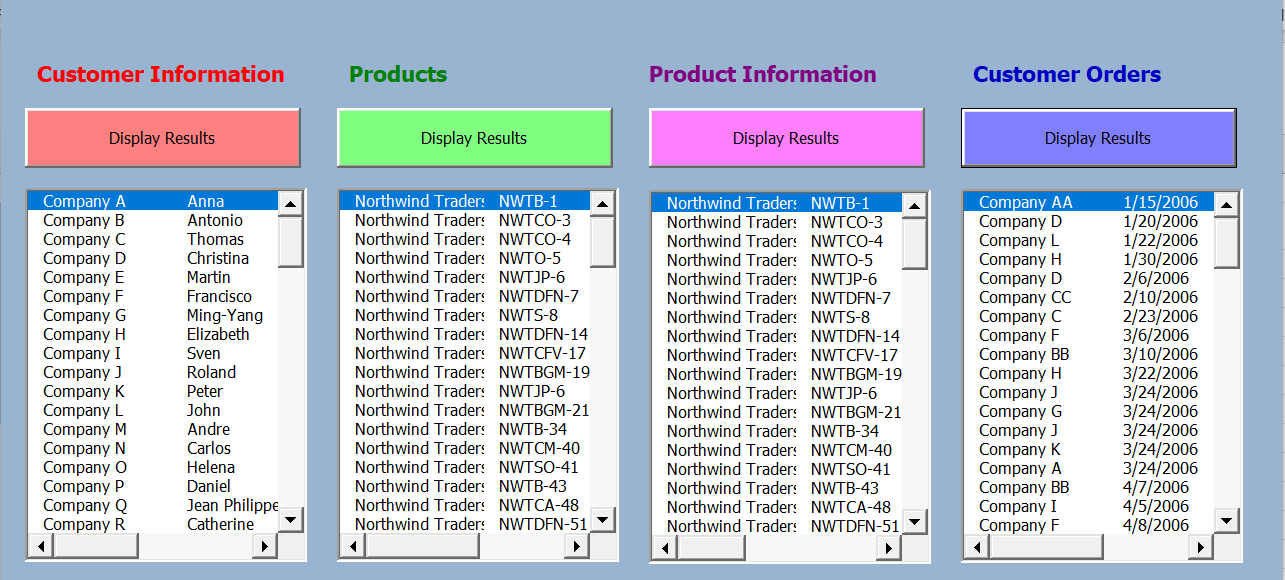 Customer Information
Display Results
Company A Anna
Company B Antonio
Company C Thomas
Company D Christina
Company E Martin
Company F Francisco
Company G Ming-Yang
Company H Elizabeth
Company I Sven
Company J Roland
Company K Peter
Company L John
Company M Andre
Company N Carlos
Company O Helena
Company P Daniel
Company Q Jean Philippe
Company R Catherine
Products
Display Results
Northwind Traders NWTB-1
Northwind Traders NWTCO-3
Northwind Traders NWTCO-4
Northwind Traders NWTO-5
Northwind Traders NWTJP-6
Northwind Traders NWTDFN-7
Northwind Traders NWTS-8
Northwind Traders NWTDFN-14
Northwind Traders NWTCFV-17
Northwind Traders NWTBGM-19
Northwind Traders NWTJP-6
Northwind Traders NWTBGM-21
Northwind Traders NWTB-34
Northwind Traders NWTCM-40
Northwind Traders NWTSO-41
Northwind Traders NWTB-43
Northwind Traders NWTCA-48
Northwind Traders NWTDFN-51
Product Information
Display Results
Northwind Traders NWTB-1
Northwind Traders NWTCO-3
Northwind Traders NWTCO-4
Northwind Traders NWTO-5
Northwind Traders NWTJP-6
Northwind Traders NWTDFN-7
Northwind Traders NWTS-8
Northwind Traders NWTDFN-14
Northwind Traders NWTCFV-17
Northwind Traders NWTBGM-19
Northwind Traders NWTJP-6
Northwind Traders NWTBGM-21
Northwind Traders NWTB-34
Northwind Traders NWTCM-40
Northwind Traders NWTSO-41
Northwind Traders NWTB-43
Northwind Traders NWTCA-48
Northwind Traders NWTDFN-51
Customer Orders
Display Results
Company AA 1/15/2006
Company D 1/20/2006
Company L 1/22/2006
Company H 1/30/2006
Company D 2/6/2006
Company CC 2/10/2006
Company C 2/23/2006
Company F 3/6/2006
Company BB 3/10/2006
Company H 3/22/2006
Company J 3/24/2006
Company G 3/24/2006
Company J 3/24/2006
Company K 3/24/2006
Company A 3/24/2006
Company BB 4/7/2006
Company I 4/5/2006
Company F 4/8/2006